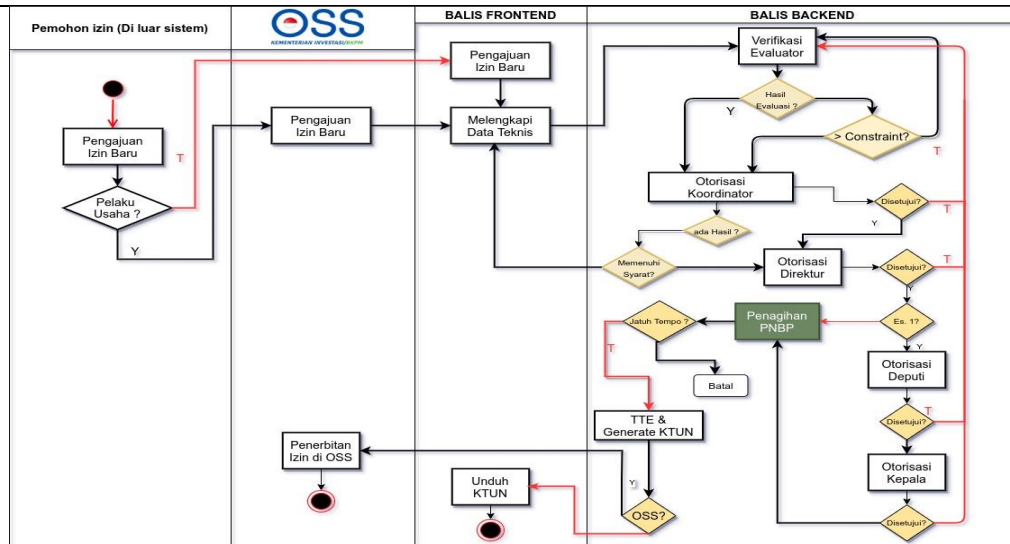 Pemohon izin (Di luar sistem)
OSS
KEMENTERIAN INVESTASI/BKPM
BALIS FRONTEND
BALIS BACKEND
Pengajuan
Izin Baru
Pelaku
Usaha ?
T
Y
Pengajuan
Izin Baru
Pengajuan
Izin Baru
Melengkapi
Data Teknis
Verifikasi
Evaluator
Hasil
Evaluasi ?
Y
> Constraint?
T
Otorisasi
Koordinator
Disetujui?
T
Y
ada Hasil ?
Memenuhi
Syarat?
Otorisasi
Direktur
Disetujui?
T
Y
Es. 1?
Y
Penagihan
PNBP
Jatuh Tempo ?
T
Y
Batal
Otorisasi
Deputi
Disetujui?
T
Otorisasi
Kepala
Disetujui?
TTE &
Generate KTUN
Y
OSS?
Penerbitan
Izin di OSS
Unduh
KTUN